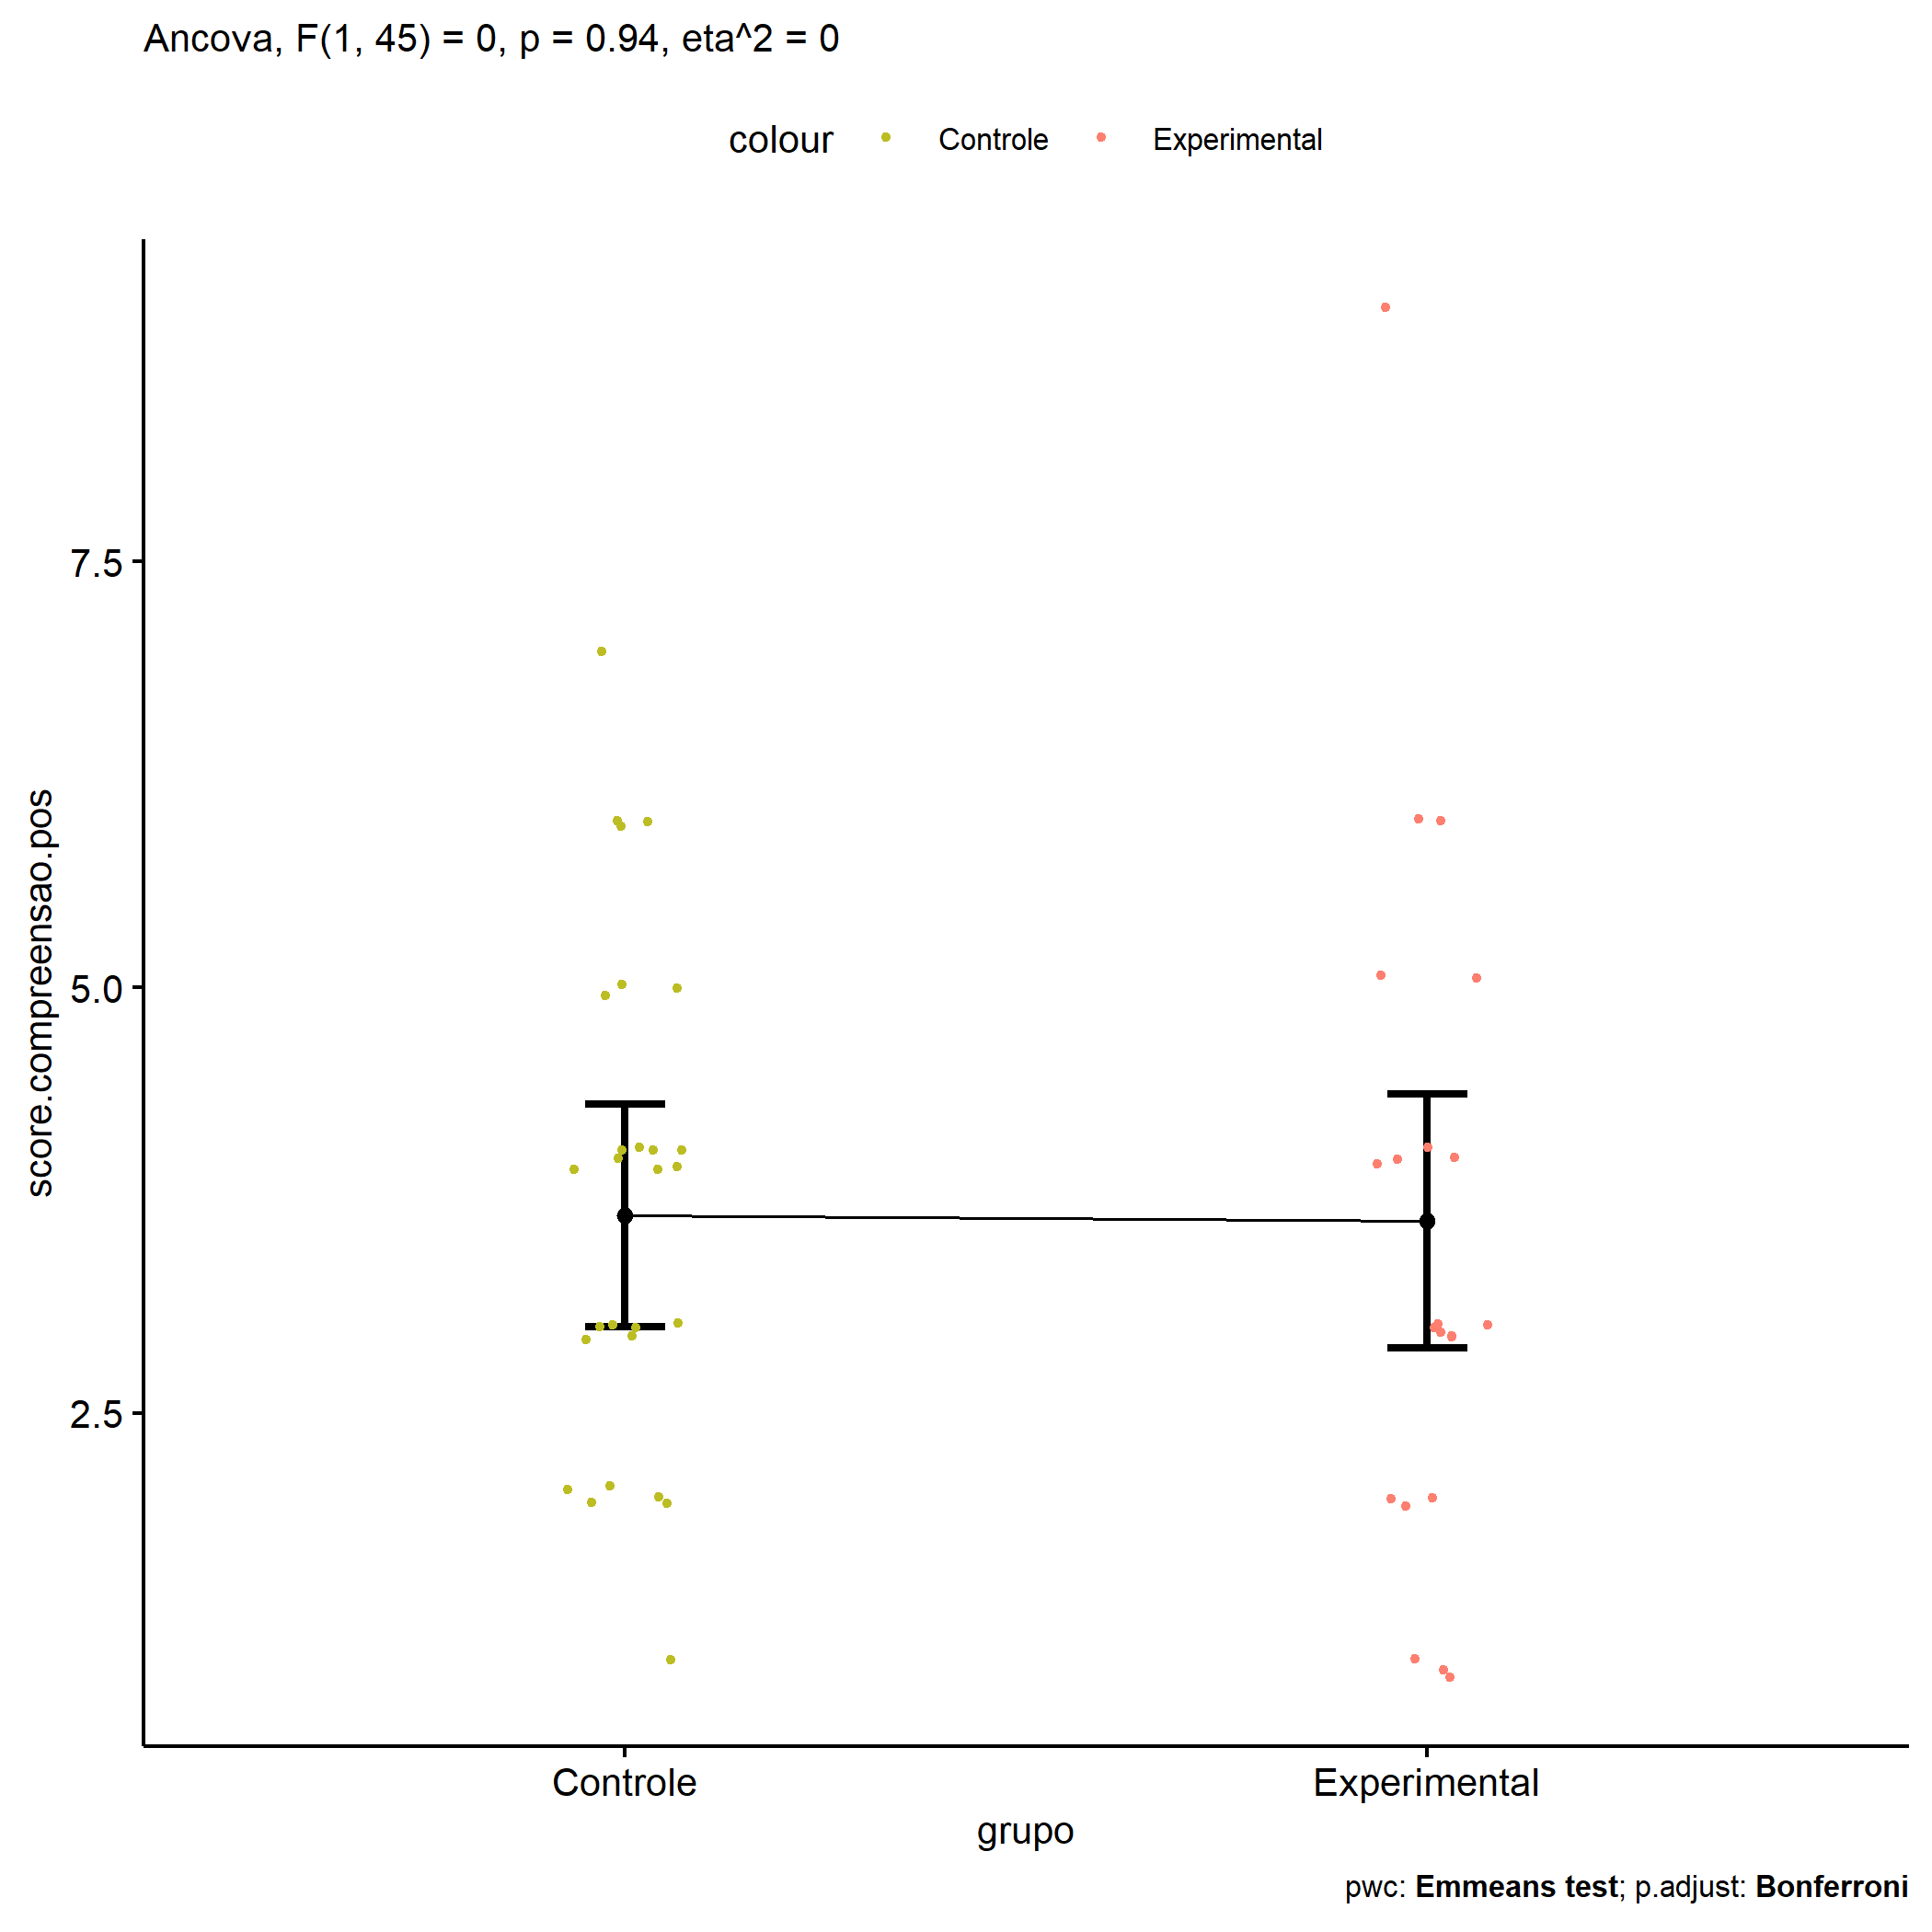 Ancova, F(1, 45) = 0, p = 0.94, eta^2 = 0
colour Controle Experimental
7.5
5.0
2.5
score.compreensao.pos
Controle Experimental
grupo
pwc: Emmeans test; p.adjust: Bonferroni